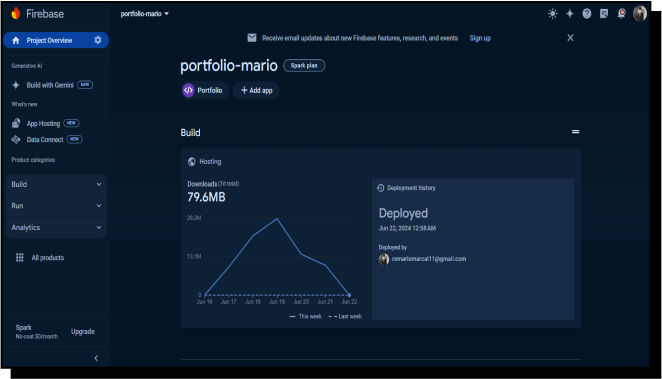 Firebase
portfolio-mario
Project Overview
Receive email updates about new Firebase features, research, and events Sign up
Generative AI
Build with Gemini NEW
What's new
App Hosting NEW
Data Connect NEW
Product categories
Build
Run
Analytics
All products
Spark
No-cost $0/month
Upgrade
portfolio-mario Spark plan
Portfolio
Add app
Build
Hosting
Downloads (7d total)
79.6MB
26.2M
13.1M
0
Jun 16 Jun 17 Jun 18 Jun 19 Jun 20 Jun 21 Jun 22
This week Last week
Deployment history
Deployed
Jun 22, 2024 12:58 AM
Deployed by
romariomarcal11@gmail.com